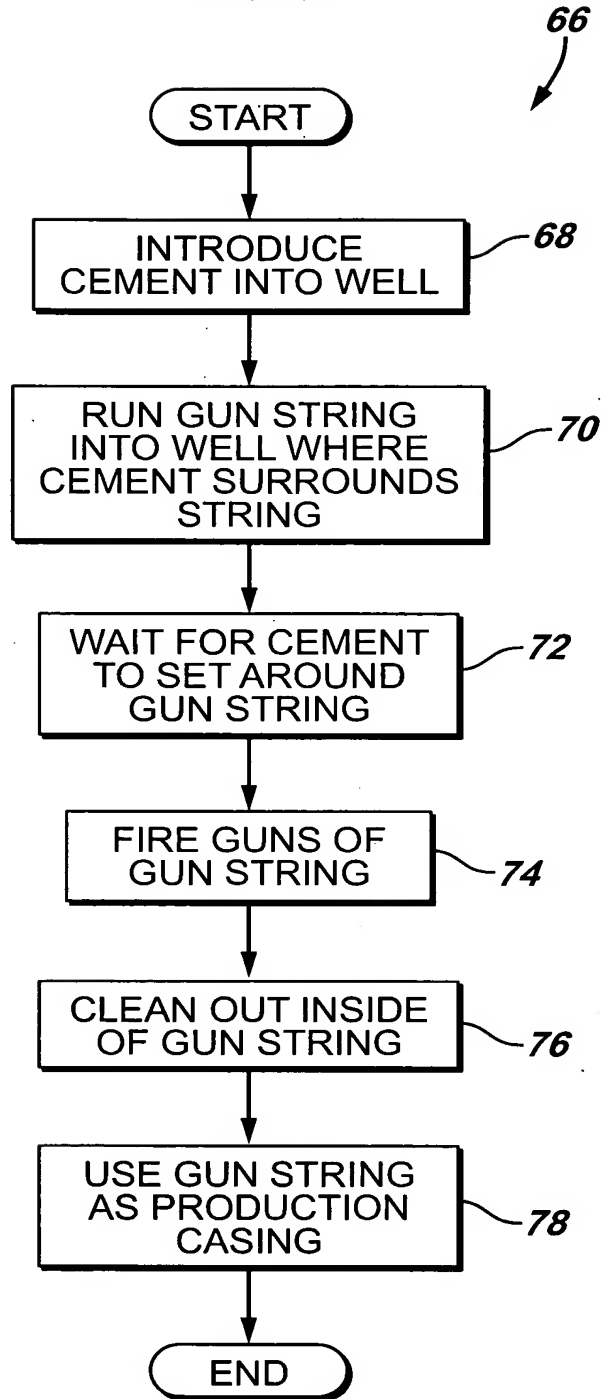 66
START
INTRODUCE
CEMENT INTO WELL
68
RUN GUN STRING
INTO WELL WHERE
CEMENT SURROUNDS
STRING
70
WAIT FOR CEMENT
TO SET AROUND
GUN STRING
72
FIRE GUNS OF
GUN STRING
74
CLEAN OUT INSIDE
OF GUN STRING
76
USE GUN STRING
AS PRODUCTION
CASING
78
END